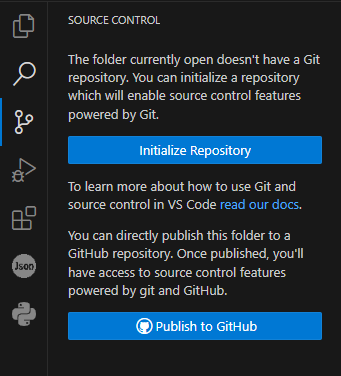 SOURCE CONTROL
The folder currently open doesn't have a Git
repository. You can initialize a repository
which will enable source control features
powered by Git.
Initialize Repository
To learn more about how to use Git and
source control in VS Code read our docs.
You can directly publish this folder to a
GitHub repository. Once published, you'll
have access to source control features
powered by git and GitHub.
Json
Publish to GitHub